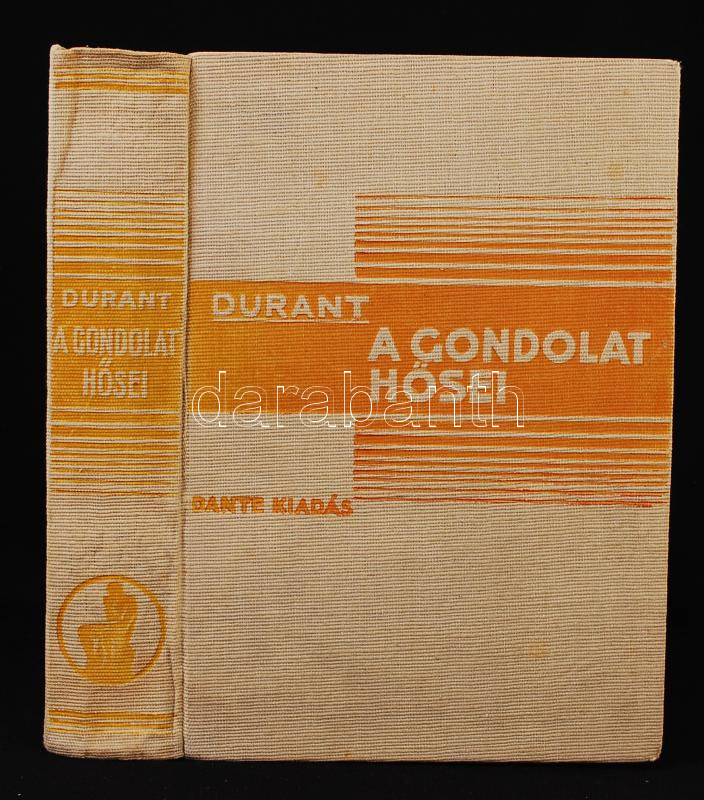 DURANT
A GONDOLAT
HŐSEI
DURANT
A GONDOLAT
HŐSEI
DANTE KIADÁS
darabanth